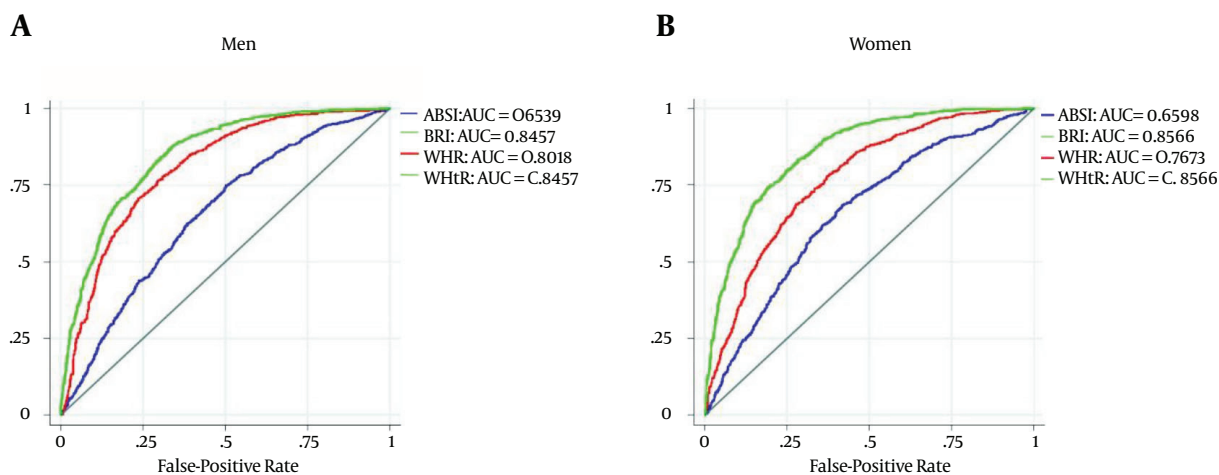 A
Men
1
.75
.5
.25
0
0 .25 .5 .75 1
False-Positive Rate
ABSI:AUC = O6539
BRI: AUC= 0.8457
WHR: AUC = O.8018
WHtR: AUC = C.8457
B
Women
1
.75
.5
.25
0
0 .25 .5 .75 1
False-Positive Rate
ABSI: AUC = 0.6598
BRI: AUC = 0.8566
WHR: AUC = O.7673
WHtR: AUC = C. 8566